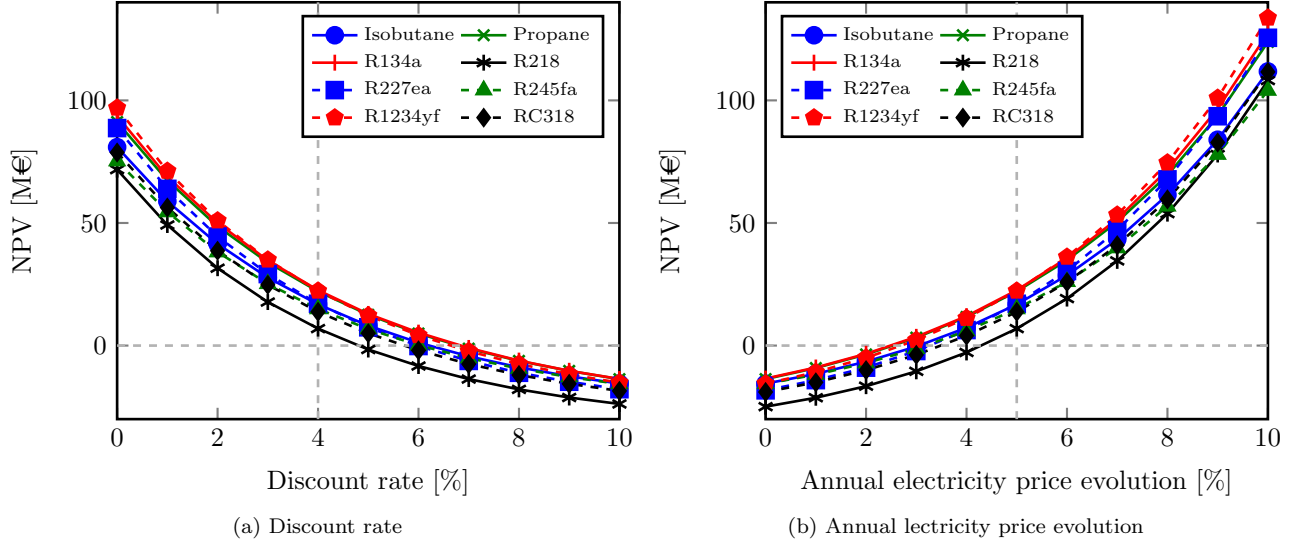 Isobutane Propane
R134a R218
R227ea R245fa
R1234yf RC318
100
50
0
NPV [M€]
0 2 4 6 8 10
Discount rate [%]
(a) Discount rate
Isobutane Propane
R134a R218
R227ea R245fa
R1234yf RC318
100
50
0
NPV [M€]
0 2 4 6 8 10
Annual electricity price evolution [%]
(b) Annual lectricity price evolution